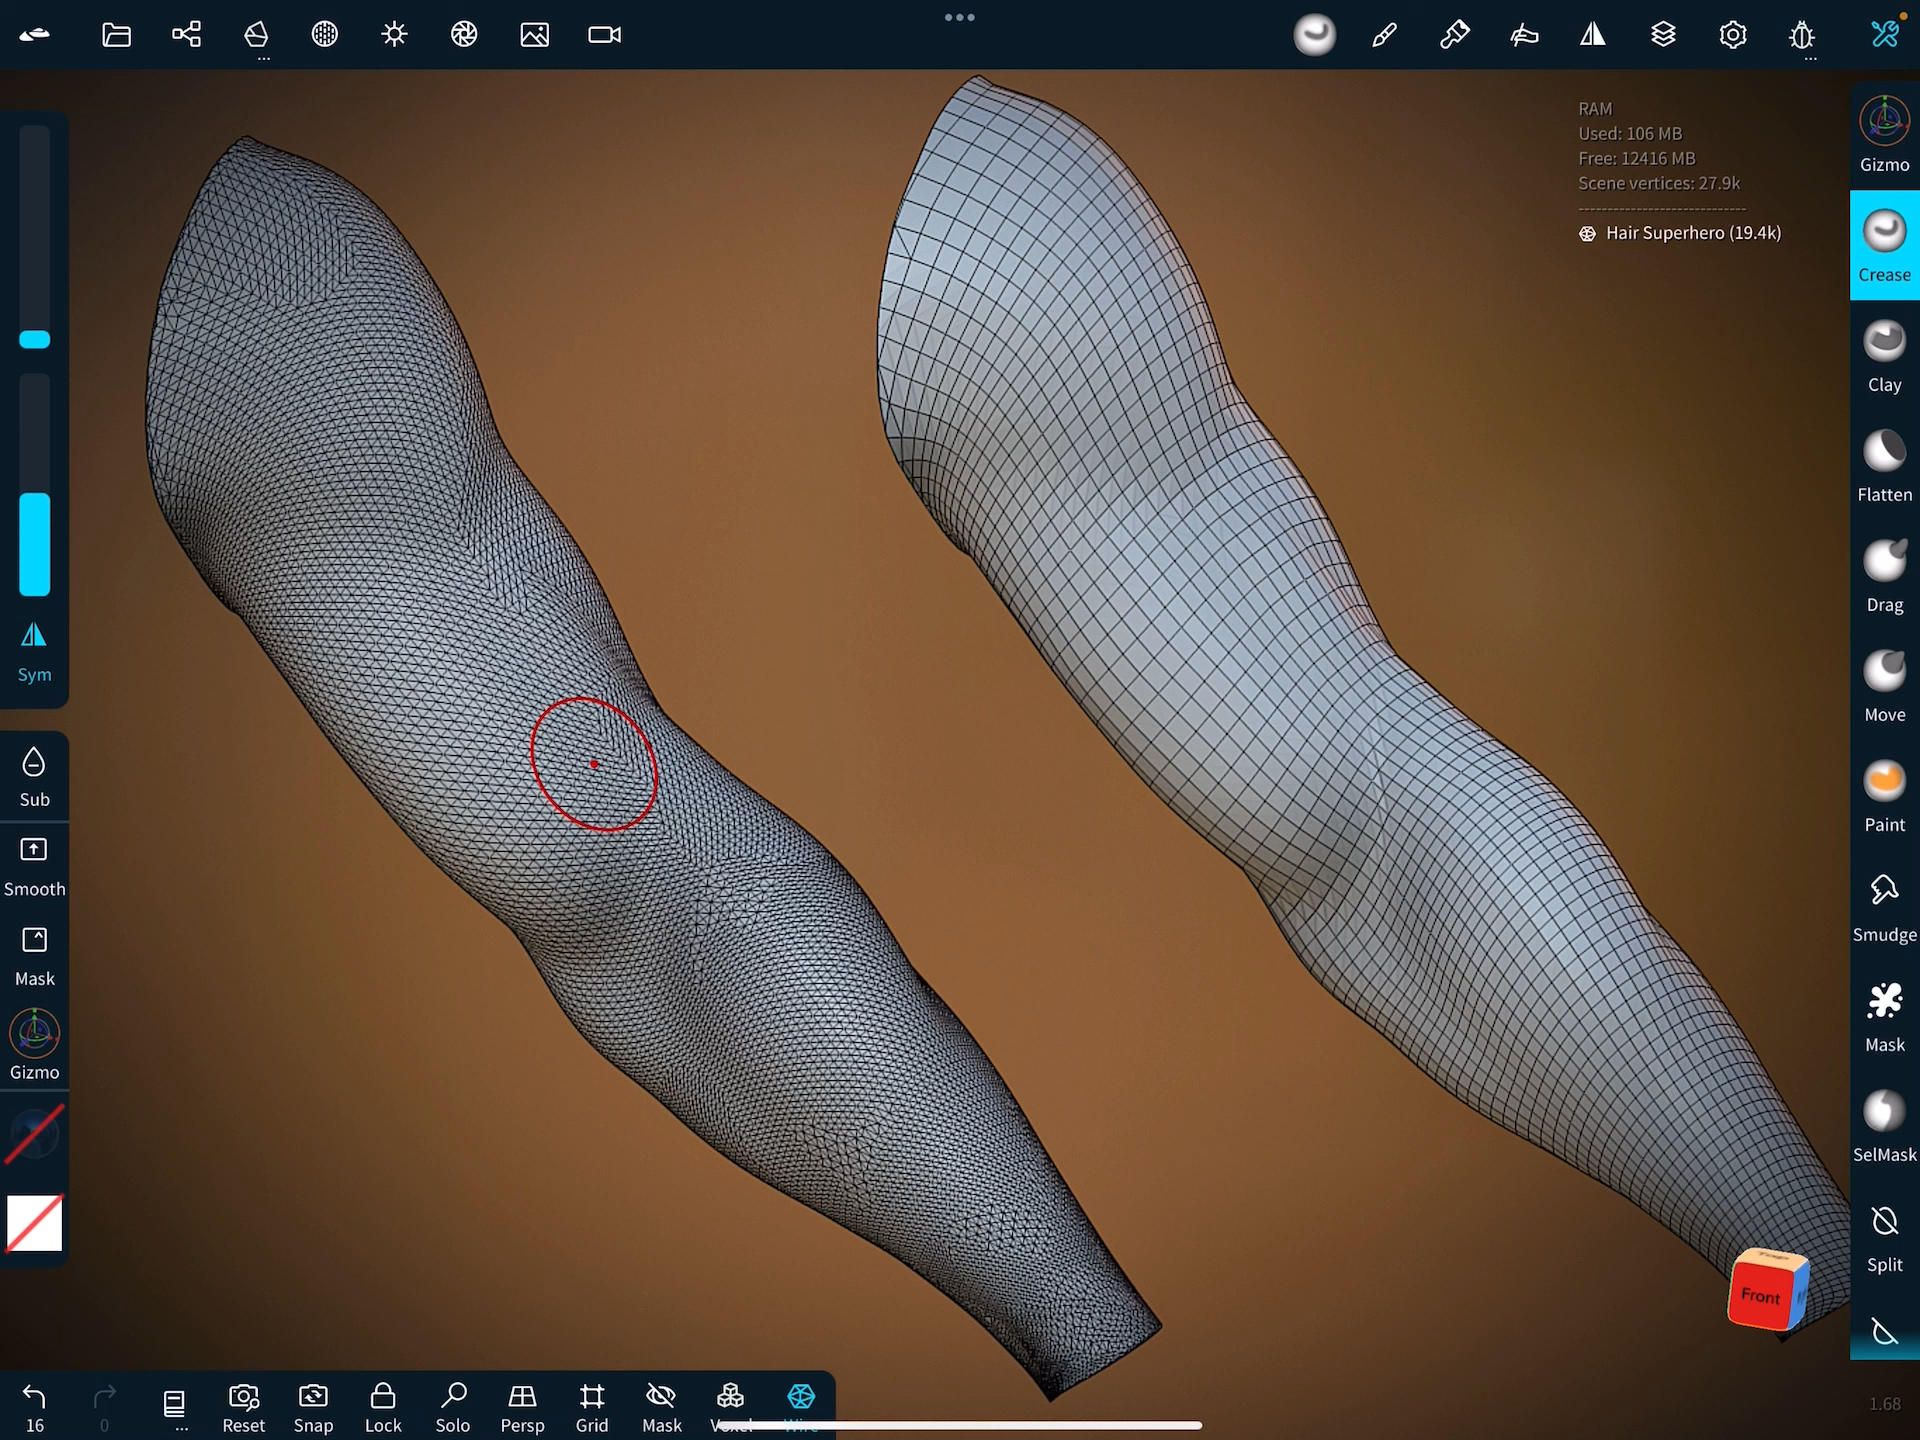 RAM
Used: 106 MB
Free: 12416 MB
Scene vertices: 27.9k
Hair Superhero (19.4k)
Gizmo
Crease
Clay
Flatten
Drag
Move
Paint
Smudge
Mask
SelMask
Split
Sym
Sub
Smooth
Mask
Gizmo
Front
16
0
...
Reset
Snap
Lock
Solo
Persp
Grid
Mask
Voxel
Wire
1.68